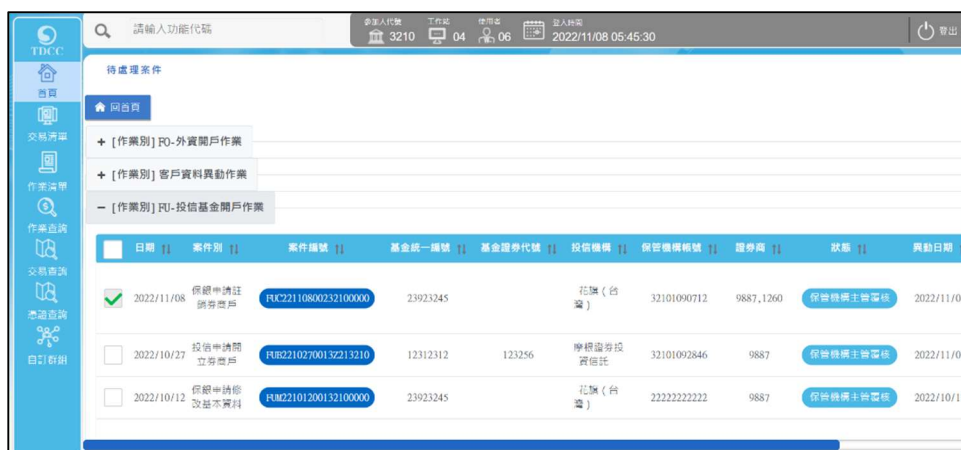 請輸入功能代碼
參加人代號 工作站 使用者 登入時間
3210 04 06 2022/11/08 05:45:30
登出
TDCC
首頁
交易清單
作業清單
作業查詢
交易查詢
憑證查詢
自訂群組
待處理案件
回首頁
+ [作業別] FO-外資開戶作業
+ [作業別] 客戶資料異動作業
− [作業別] FU-投信基金開戶作業
日期 案件別 案件編號 基金統一編號 基金證券代號 投信機構 保管機構帳號 證券商 狀態 異動日期
2022/11/08 保銀申請註銷券商戶 FUC22110800232100000 23923245 花旗(台灣) 32101090712 9887,1260 保管機構主管覆核 2022/11/0
2022/10/27 投信申請開立券商戶 FUB2210270013Z213210 12312312 123256 摩根證券投資信託 32101092846 9887 保管機構主管覆核 2022/11/0
2022/10/12 保銀申請修改基本資料 FUM22101200132100000 23923245 花旗(台灣) 22222222222 9887 保管機構主管覆核 2022/10/1